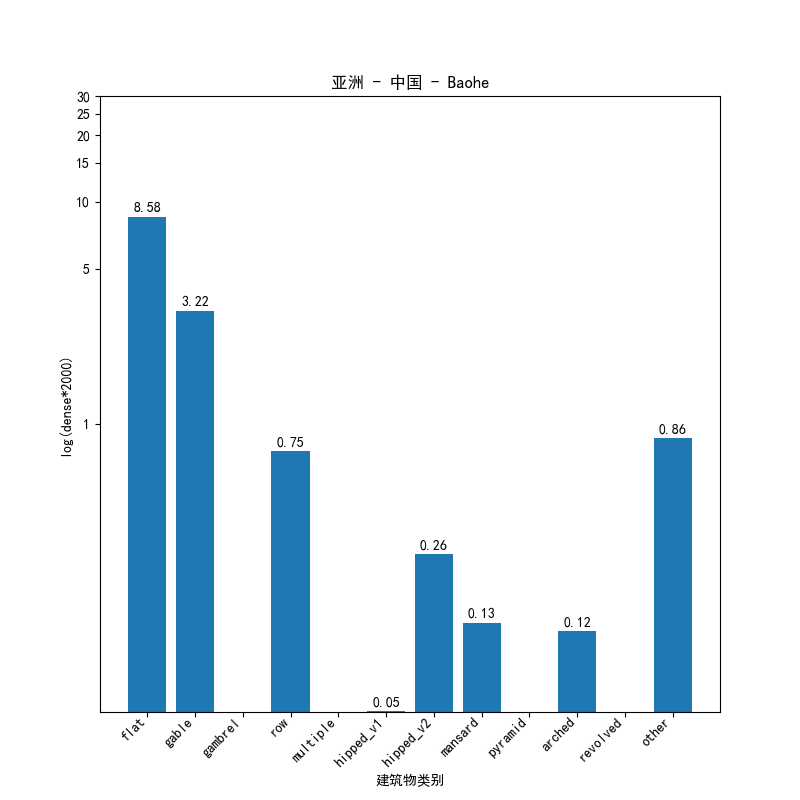 亚洲 - 中国 - Baohe
log(dense*2000)
30
25
20
15
10
5
1
8.58
3.22
0.75
0.05
0.26
0.13
0.12
0.86
flat
gable
gambrel
row
multiple
hipped_v1
hipped_v2
mansard
pyramid
arched
revolved
other
建筑物类别